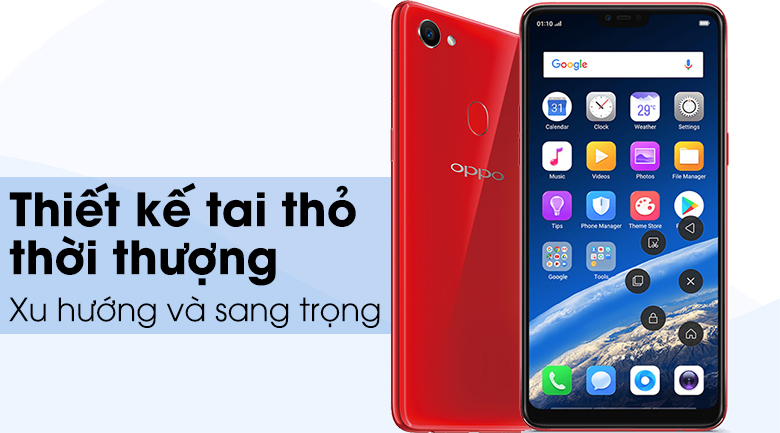 Thiết kế tai thỏ
thời thượng
Xu hướng và sang trọng
oppo
01:10
Google
31 29°
Calendar Clock Weather Settings
Music Videos Photos File Manager
Tips Phone Manager Theme Store
Google Tools